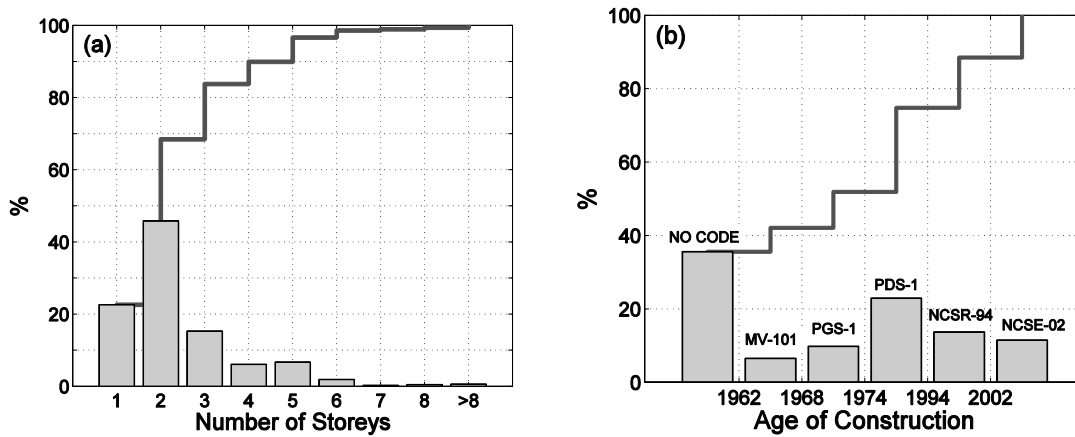 (a)
100
80
60
40
20
0
%
1 2 3 4 5 6 7 8 >8
Number of Storeys
(b)
100
80
60
40
20
0
%
NO CODE
MV-101
PGS-1
PDS-1
NCSR-94
NCSE-02
1962 1968 1974 1994 2002
Age of Construction